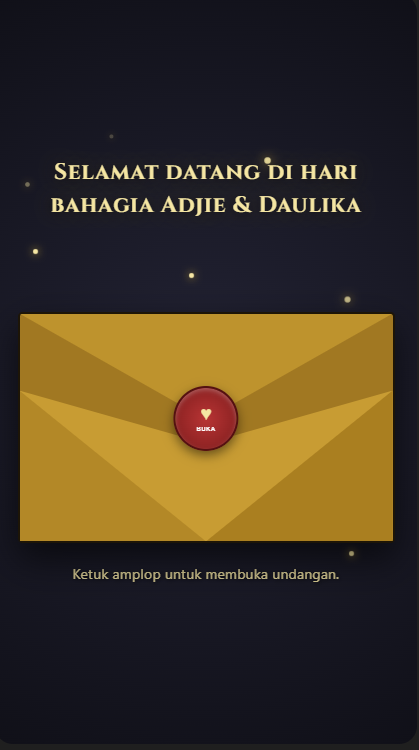 Selamat datang di hari
bahagia Adjie & Daulika
BUKA
Ketuk amplop untuk membuka undangan.